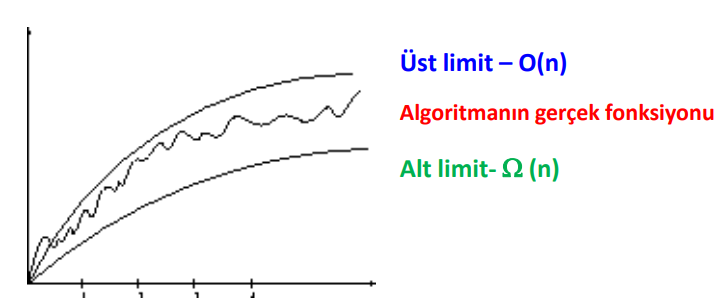 Üst limit – O(n)
Algoritmanın gerçek fonksiyonu
Alt limit- Ω (n)